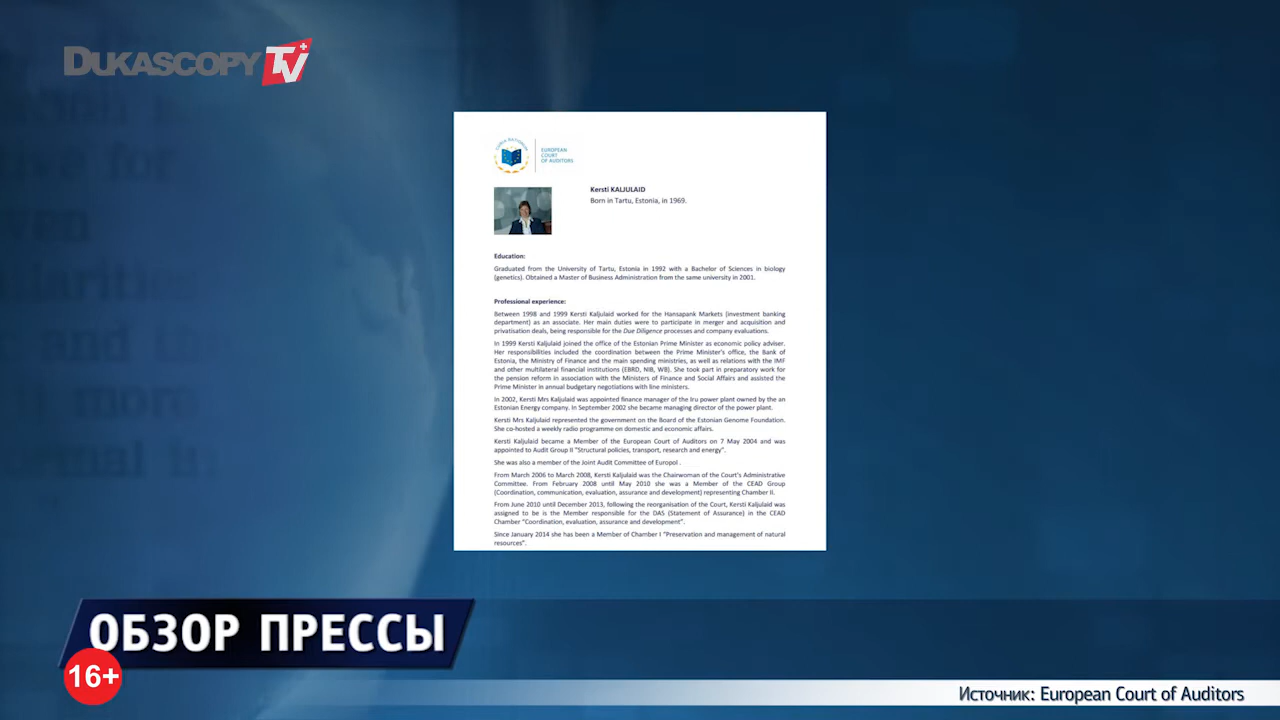 DUKASCOPY TV
EUROPEAN
COURT
OF AUDITORS
Kersti KALJULAID
Born in Tartu, Estonia, in 1969.
Education:
Graduated from the University of Tartu, Estonia in 1992 with a Bachelor of Sciences in biology
(genetics). Obtained a Master of Business Administration from the same university in 2001.
Professional experience:
Between 1998 and 1999 Kersti Kaljulaid worked for the Hansapank Markets (investment banking
department) as an associate. Her main duties were to participate in merger and acquisition and
privatisation deals, being responsible for the Due Diligence processes and company evaluations.
In 1999 Kersti Kaljulaid joined the office of the Estonian Prime Minister as economic policy adviser.
Her responsibilities included the coordination between the Prime Minister's office, the Bank of
Estonia, the Ministry of Finance and the main spending ministries, as well as relations with the IMF
and other multilateral financial institutions (EBRD, NIB, WB). She took part in preparatory work for
the pension reform in association with the Ministers of Finance and Social Affairs and assisted the
Prime Minister in annual budgetary negotiations with line ministers.
In 2002, Kersti Mrs Kaljulaid was appointed finance manager of the Iru power plant owned by the an
Estonian Energy company. In September 2002 she became managing director of the power plant.
Kersti Mrs Kaljulaid represented the government on the Board of the Estonian Genome Foundation.
She co-hosted a weekly radio programme on domestic and economic affairs.
Kersti Kaljulaid became a Member of the European Court of Auditors on 7 May 2004 and was
appointed to Audit Group II "Structural policies, transport, research and energy".
She was also a member of the Joint Audit Committee of Europol .
From March 2006 to March 2008, Kersti Kaljulaid was the Chairwoman of the Court's Administrative
Committee. From February 2008 until May 2010 she was a Member of the CEAD Group
(Coordination, communication, evaluation, assurance and development) representing Chamber II.
From June 2010 until December 2013, following the reorganisation of the Court, Kersti Kaljulaid was
assigned to be is the Member responsible for the DAS (Statement of Assurance) in the CEAD
Chamber "Coordination, evaluation, assurance and development".
Since January 2014 she has been a Member of Chamber I "Preservation and management of natural
resources".
ОБЗОР ПРЕССЫ
16+
Источник: European Court of Auditors